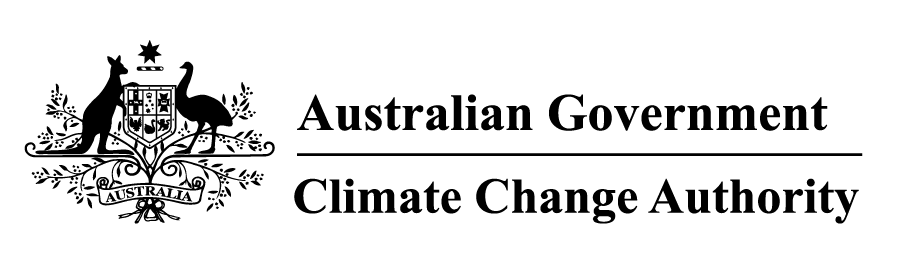 Australian Government
Climate Change Authority
AUSTRALIA